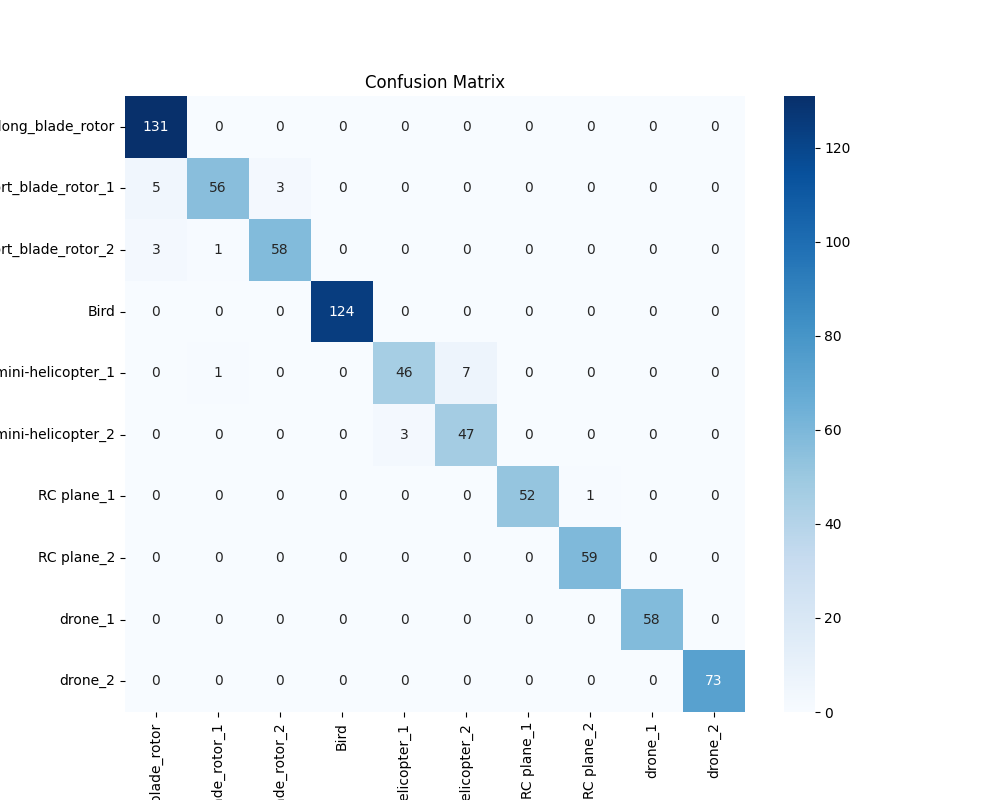 Confusion Matrix
long_blade_rotor 131 0 0 0 0 0 0 0 0 0
rt_blade_rotor_1 5 56 3 0 0 0 0 0 0 0
rt_blade_rotor_2 3 1 58 0 0 0 0 0 0 0
Bird 0 0 0 124 0 0 0 0 0 0
mini-helicopter_1 0 1 0 0 46 7 0 0 0 0
mini-helicopter_2 0 0 0 0 3 47 0 0 0 0
RC plane_1 0 0 0 0 0 0 52 1 0 0
RC plane_2 0 0 0 0 0 0 0 59 0 0
drone_1 0 0 0 0 0 0 0 0 58 0
drone_2 0 0 0 0 0 0 0 0 0 73
blade_rotor
de_rotor_1
de_rotor_2
Bird
elicopter_1
elicopter_2
RC plane_1
RC plane_2
drone_1
drone_2
120
100
80
60
40
20
0